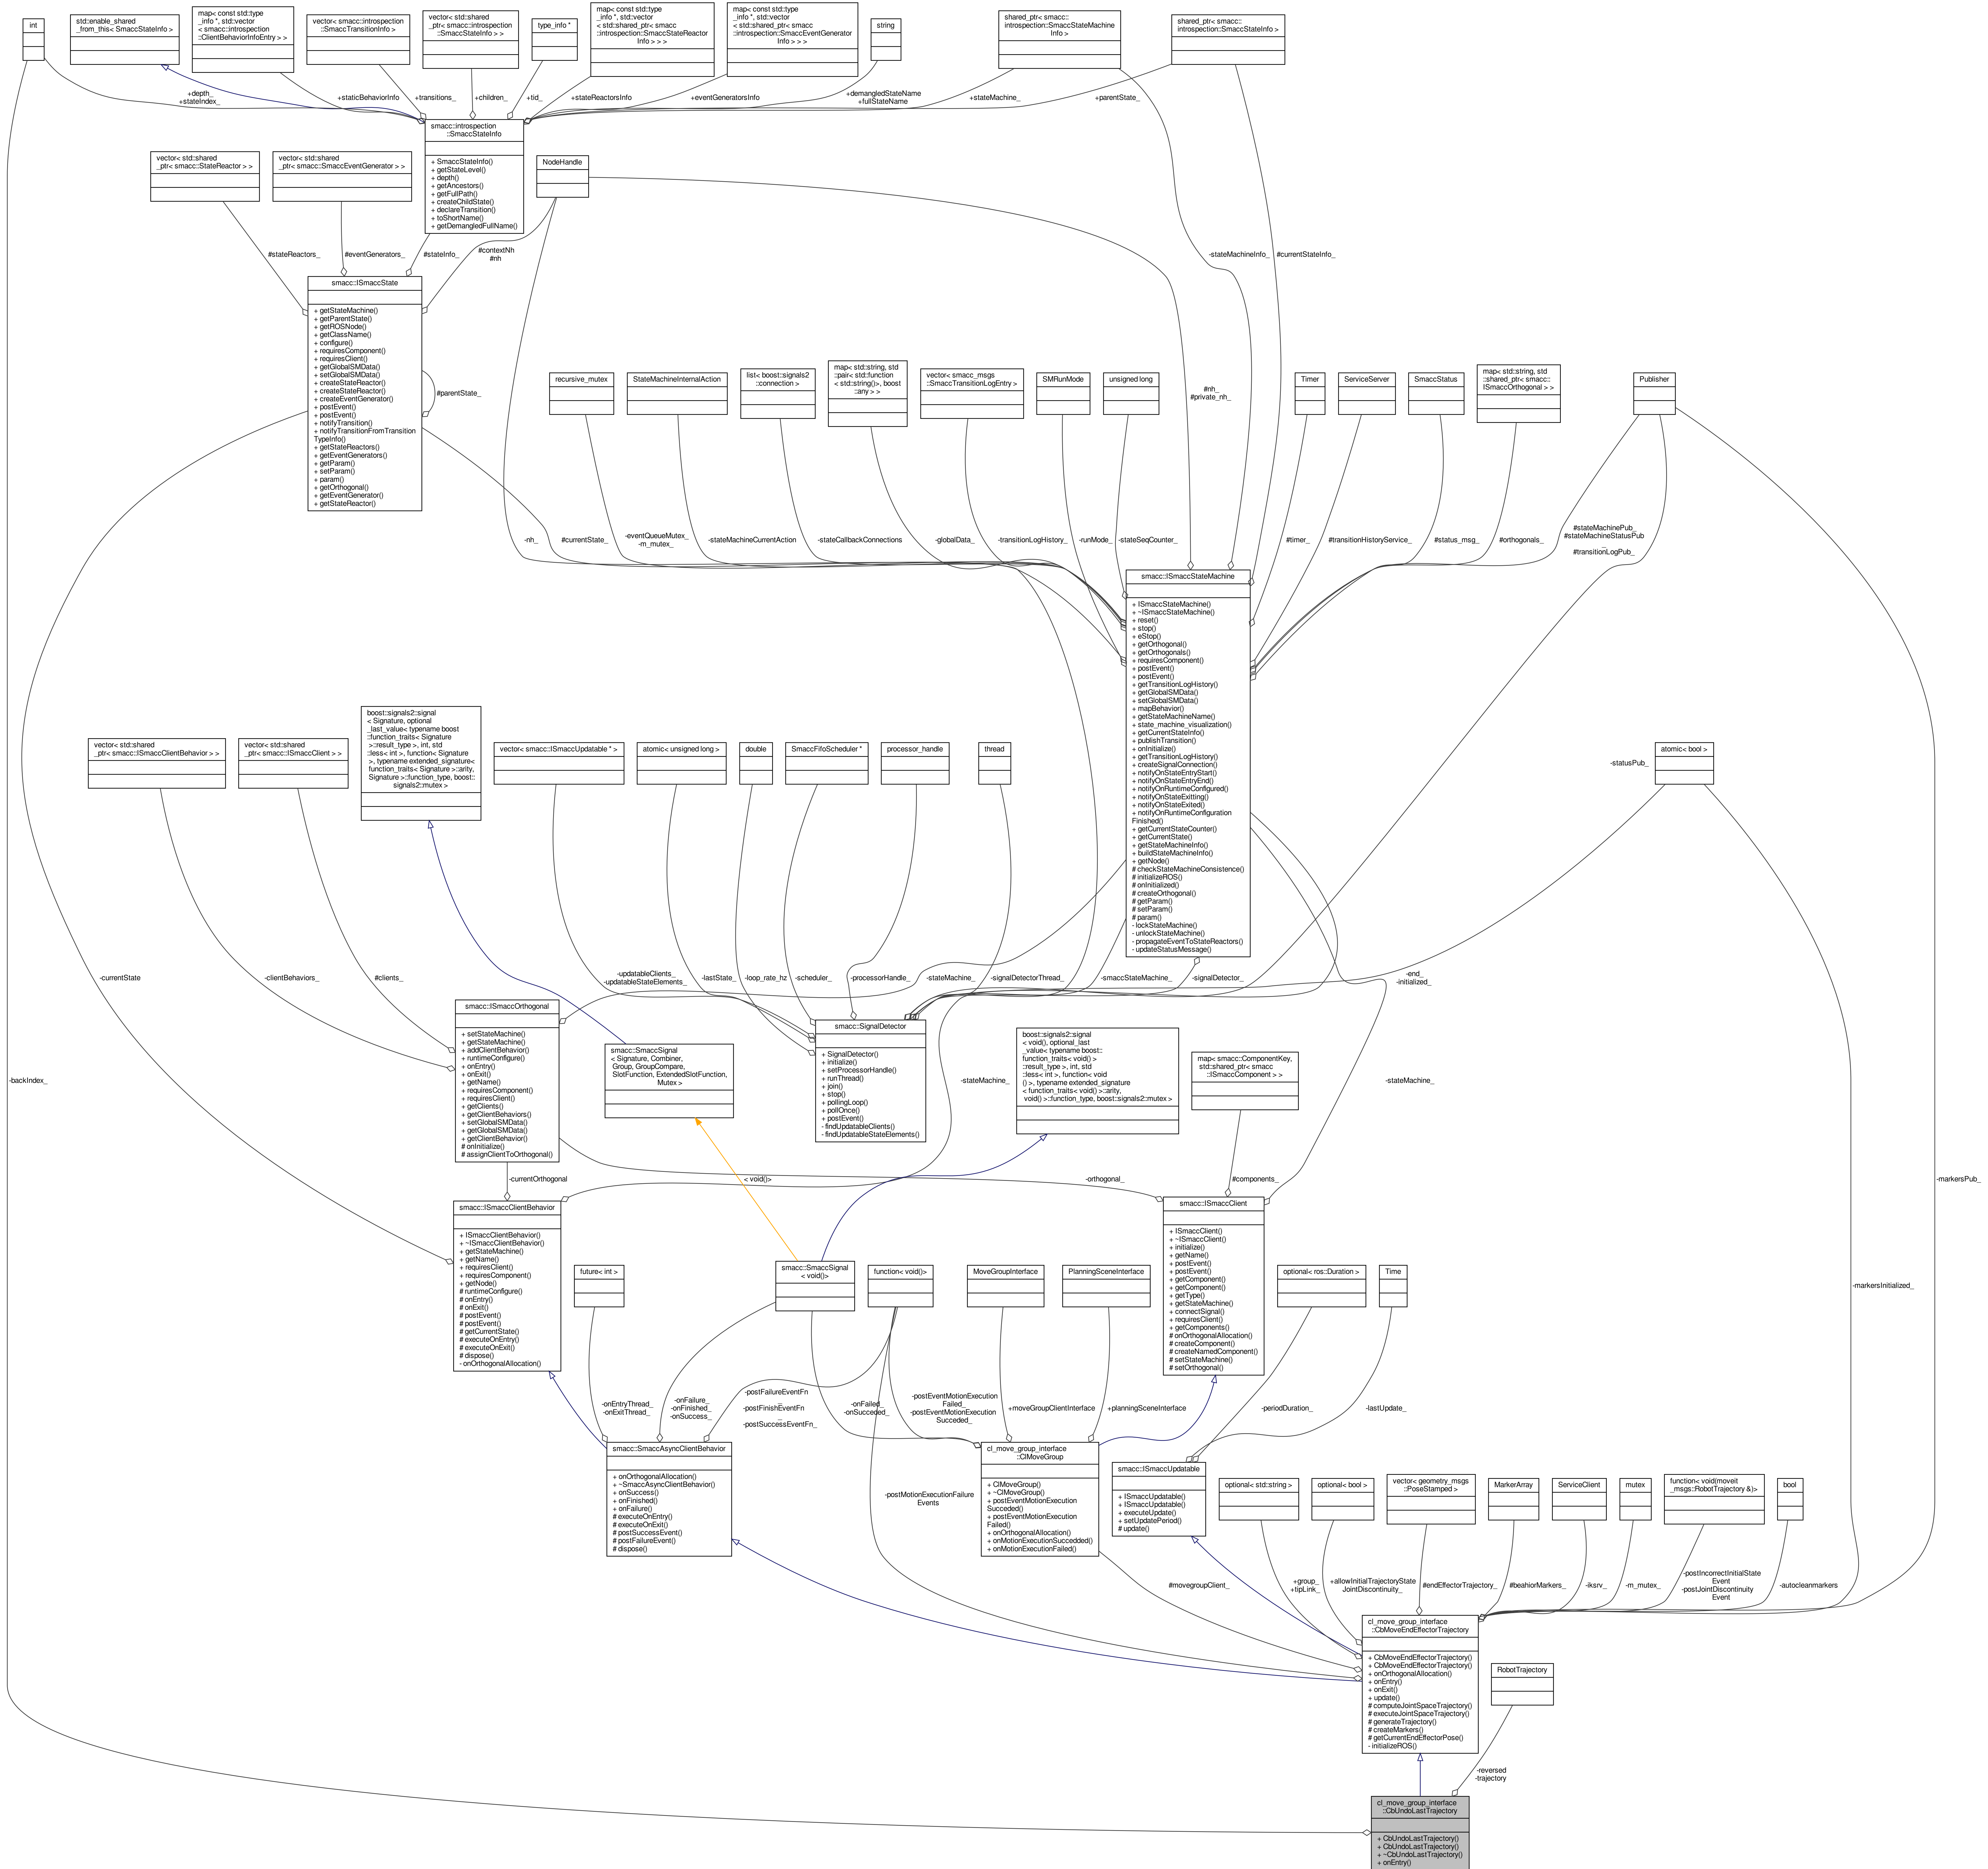 int
std::enable_shared
_from_this< SmaccStateInfo >
map< const std::type
_info *, std::vector
< smacc::introspection
::ClientBehaviorInfoEntry > >
vector< smacc::introspection
::SmaccTransitionInfo >
vector< std::shared
_ptr< smacc::introspection
::SmaccStateInfo > >
type_info *
map< const std::type
_info *, std::vector
< std::shared_ptr< smacc
::introspection::SmaccStateReactor
Info > > >
map< const std::type
_info *, std::vector
< std::shared_ptr< smacc
::introspection::SmaccEventGenerator
Info > > >
string
shared_ptr< smacc::
introspection::SmaccStateMachine
Info >
shared_ptr< smacc::
introspection::SmaccStateInfo >
+depth_
+stateIndex_
+staticBehaviorInfo
+transitions_
+children_
+tid_
+stateReactorsInfo
+eventGeneratorsInfo
+demangledStateName
+fullStateName
+stateMachine_
+parentState_
smacc::introspection
::SmaccStateInfo
+ SmaccStateInfo()
+ getStateLevel()
+ depth()
+ getAncestors()
+ getFullPath()
+ createChildState()
+ declareTransition()
+ toShortName()
+ getDemangledFullName()
vector< std::shared
_ptr< smacc::StateReactor > >
vector< std::shared
_ptr< smacc::SmaccEventGenerator > >
NodeHandle
#stateReactors_
#eventGenerators_
#stateInfo_
#contextNh
#nh
-stateMachineInfo_
#currentStateInfo_
smacc::ISmaccState
+ getStateMachine()
+ getParentState()
+ getROSNode()
+ getClassName()
+ configure()
+ requiresComponent()
+ requiresClient()
+ getGlobalSMData()
+ setGlobalSMData()
+ createStateReactor()
+ createStateReactor()
+ createEventGenerator()
+ postEvent()
+ postEvent()
+ notifyTransition()
+ notifyTransitionFromTransition
TypeInfo()
+ getStateReactors()
+ getEventGenerators()
+ getParam()
+ setParam()
+ param()
+ getOrthogonal()
+ getEventGenerator()
+ getStateReactor()
#parentState_
recursive_mutex
StateMachineInternalAction
list< boost::signals2
::connection >
map< std::string, std
::pair< std::function
< std::string()>, boost
::any > >
vector< smacc_msgs
::SmaccTransitionLogEntry >
SMRunMode
unsigned long
#nh_
#private_nh_
Timer
ServiceServer
SmaccStatus
map< std::string, std
::shared_ptr< smacc::
ISmaccOrthogonal > >
Publisher
-nh_
#currentState_
-eventQueueMutex_
-m_mutex_
-stateMachineCurrentAction
-stateCallbackConnections
-globalData_
-transitionLogHistory_
-runMode_
-stateSeqCounter_
#timer_
#transitionHistoryService_
#status_msg_
#orthogonals_
#stateMachinePub_
#stateMachineStatusPub
_
#transitionLogPub_
smacc::ISmaccStateMachine
+ ISmaccStateMachine()
+ ~ISmaccStateMachine()
+ reset()
+ stop()
+ eStop()
+ getOrthogonal()
+ getOrthogonals()
+ requiresComponent()
+ postEvent()
+ postEvent()
+ getTransitionLogHistory()
+ getGlobalSMData()
+ setGlobalSMData()
+ mapBehavior()
+ getStateMachineName()
+ state_machine_visualization()
+ getCurrentStateInfo()
+ publishTransition()
+ onInitialize()
+ getTransitionLogHistory()
+ createSignalConnection()
+ notifyOnStateEntryStart()
+ notifyOnStateEntryEnd()
+ notifyOnRuntimeConfigured()
+ notifyOnStateExitting()
+ notifyOnStateExited()
+ notifyOnRuntimeConfiguration
Finished()
+ getCurrentStateCounter()
+ getCurrentState()
+ getStateMachineInfo()
+ buildStateMachineInfo()
+ getNode()
# checkStateMachineConsistence()
# initializeROS()
# onInitialized()
# createOrthogonal()
# getParam()
# setParam()
# param()
- lockStateMachine()
- unlockStateMachine()
- propagateEventToStateReactors()
- updateStatusMessage()
vector< std::shared
_ptr< smacc::ISmaccClientBehavior > >
vector< std::shared
_ptr< smacc::ISmaccClient > >
boost::signals2::signal
< Signature, optional
_last_value< typename boost
::function_traits< Signature
>::result_type >, int, std
::less< int >, function< Signature
>, typename extended_signature<
function_traits< Signature >::arity,
Signature >::function_type, boost::
signals2::mutex >
vector< smacc::ISmaccUpdatable * >
atomic< unsigned long >
double
SmaccFifoScheduler *
processor_handle
thread
-statusPub_
atomic< bool >
-currentState
-clientBehaviors_
#clients_
-updatableClients_
-updatableStateElements_
-lastState_
-loop_rate_hz
-scheduler_
-processorHandle_
-stateMachine_
-signalDetectorThread_
-smaccStateMachine_
-signalDetector_
-end_
-initialized_
smacc::ISmaccOrthogonal
+ setStateMachine()
+ getStateMachine()
+ addClientBehavior()
+ runtimeConfigure()
+ onEntry()
+ onExit()
+ getName()
+ requiresComponent()
+ requiresClient()
+ getClients()
+ getClientBehaviors()
+ setGlobalSMData()
+ getGlobalSMData()
+ getClientBehavior()
# onInitialize()
# assignClientToOrthogonal()
smacc::SmaccSignal
< Signature, Combiner,
Group, GroupCompare,
SlotFunction, ExtendedSlotFunction,
Mutex >
smacc::SignalDetector
+ SignalDetector()
+ initialize()
+ setProcessorHandle()
+ runThread()
+ join()
+ stop()
+ pollingLoop()
+ pollOnce()
+ postEvent()
- findUpdatableClients()
- findUpdatableStateElements()
boost::signals2::signal
< void(), optional_last
_value< typename boost::
function_traits< void() >
::result_type >, int, std
::less< int >, function< void
() >, typename extended_signature
< function_traits< void() >::arity,
void() >::function_type, boost::signals2::mutex >
map< smacc::ComponentKey,
std::shared_ptr< smacc
::ISmaccComponent > >
-backIndex_
-stateMachine_
-stateMachine_
-currentOrthogonal
< void()>
-orthogonal_
#components_
-markersPub_
smacc::ISmaccClientBehavior
+ ISmaccClientBehavior()
+ ~ISmaccClientBehavior()
+ getStateMachine()
+ getName()
+ requiresClient()
+ requiresComponent()
+ getNode()
# runtimeConfigure()
# onEntry()
# onExit()
# postEvent()
# postEvent()
# getCurrentState()
# executeOnEntry()
# executeOnExit()
# dispose()
- onOrthogonalAllocation()
future< int >
smacc::SmaccSignal
< void()>
function< void()>
MoveGroupInterface
PlanningSceneInterface
smacc::ISmaccClient
+ ISmaccClient()
+ ~ISmaccClient()
+ initialize()
+ getName()
+ postEvent()
+ postEvent()
+ getComponent()
+ getComponent()
+ getType()
+ getStateMachine()
+ connectSignal()
+ requiresClient()
+ getComponents()
# onOrthogonalAllocation()
# createComponent()
# createNamedComponent()
# setStateMachine()
# setOrthogonal()
optional< ros::Duration >
Time
-markersInitialized_
-onEntryThread_
-onExitThread_
-onFailure_
-onFinished_
-onSuccess_
-postFailureEventFn
_
-postFinishEventFn
_
-postSuccessEventFn_
-onFailed_
-onSucceded_
-postEventMotionExecution
Failed_
-postEventMotionExecution
Succeded_
+moveGroupClientInterface
+planningSceneInterface
-periodDuration_
-lastUpdate_
smacc::SmaccAsyncClientBehavior
+ onOrthogonalAllocation()
+ ~SmaccAsyncClientBehavior()
+ onSuccess()
+ onFinished()
+ onFailure()
# executeOnEntry()
# executeOnExit()
# postSuccessEvent()
# postFailureEvent()
# dispose()
-postMotionExecutionFailure
Events
cl_move_group_interface
::ClMoveGroup
+ ClMoveGroup()
+ ~ClMoveGroup()
+ postEventMotionExecution
Succeded()
+ postEventMotionExecution
Failed()
+ onOrthogonalAllocation()
+ onMotionExecutionSuccedded()
+ onMotionExecutionFailed()
smacc::ISmaccUpdatable
+ ISmaccUpdatable()
+ ISmaccUpdatable()
+ executeUpdate()
+ setUpdatePeriod()
# update()
optional< std::string >
optional< bool >
vector< geometry_msgs
::PoseStamped >
MarkerArray
ServiceClient
mutex
function< void(moveit
_msgs::RobotTrajectory &)>
bool
#movegroupClient_
+group_
+tipLink_
+allowInitialTrajectoryState
JointDiscontinuity_
#endEffectorTrajectory_
#beahiorMarkers_
-iksrv_
-m_mutex_
-postIncorrectInitialState
Event
-postJointDiscontinuity
Event
-autocleanmarkers
cl_move_group_interface
::CbMoveEndEffectorTrajectory
+ CbMoveEndEffectorTrajectory()
+ CbMoveEndEffectorTrajectory()
+ onOrthogonalAllocation()
+ onEntry()
+ onExit()
+ update()
# computeJointSpaceTrajectory()
# executeJointSpaceTrajectory()
# generateTrajectory()
# createMarkers()
# getCurrentEndEffectorPose()
- initializeROS()
RobotTrajectory
-reversed
-trajectory
cl_move_group_interface
::CbUndoLastTrajectory
+ CbUndoLastTrajectory()
+ CbUndoLastTrajectory()
+ ~CbUndoLastTrajectory()
+ onEntry()